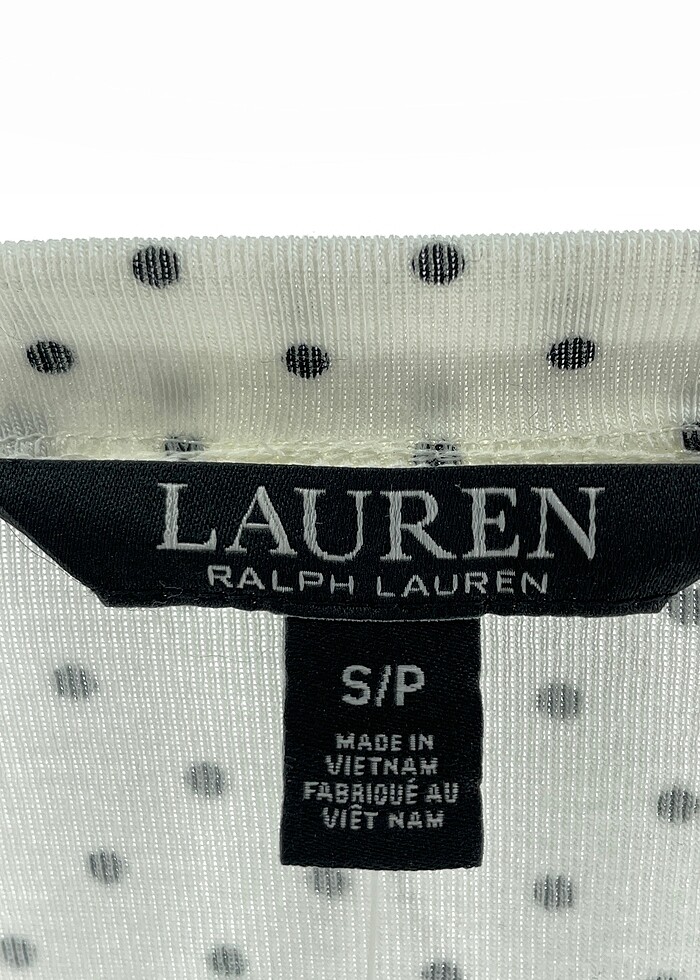 LAUREN
RALPH LAUREN
S/P
MADE IN
VIETNAM
FABRIQUÉ AU
VIÊT NAM